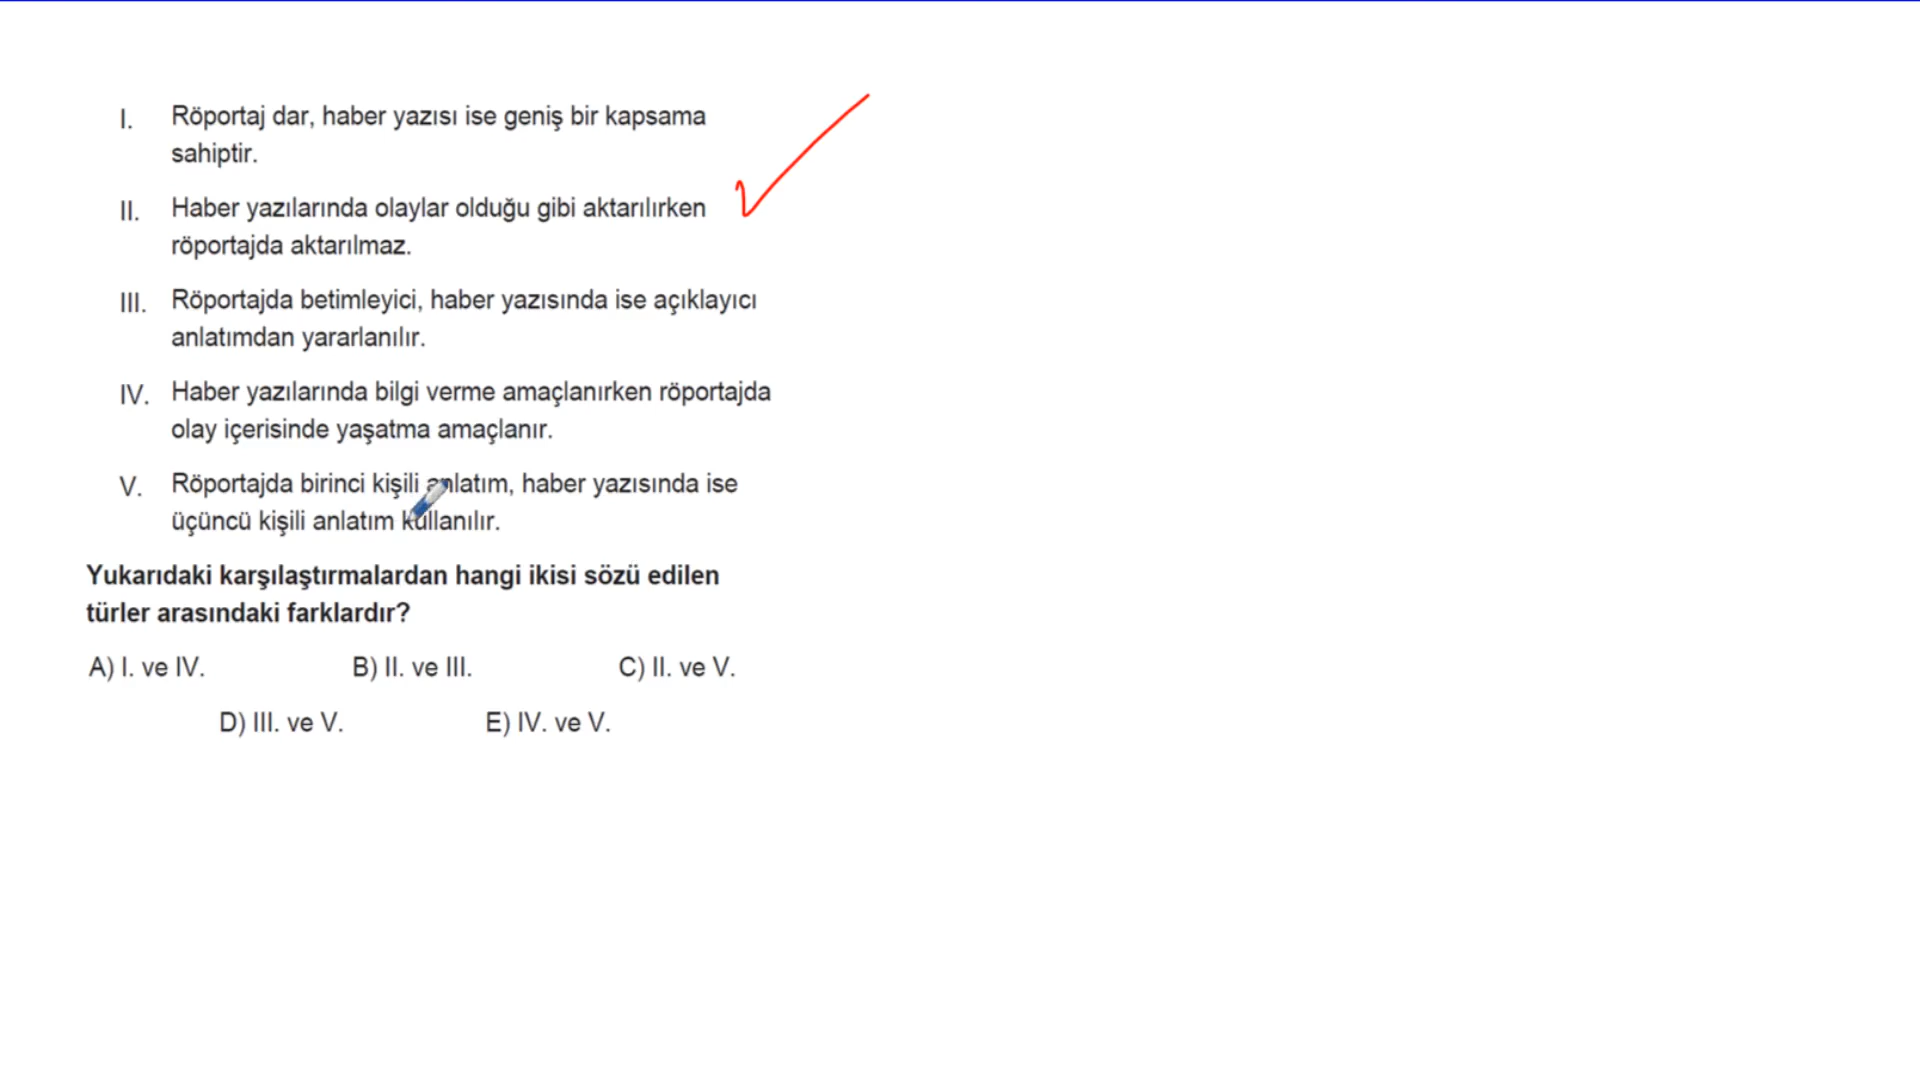 I. Röportaj dar, haber yazısı ise geniş bir kapsama
sahiptir.
II. Haber yazılarında olaylar olduğu gibi aktarılırken
röportajda aktarılmaz.
III. Röportajda betimleyici, haber yazısında ise açıklayıcı
anlatımdan yararlanılır.
IV. Haber yazılarında bilgi verme amaçlanırken röportajda
olay içerisinde yaşatma amaçlanır.
V. Röportajda birinci kişili anlatım, haber yazısında ise
üçüncü kişili anlatım kullanılır.
Yukarıdaki karşılaştırmalardan hangi ikisi sözü edilen
türler arasındaki farklardır?
A) I. ve IV. B) II. ve III. C) II. ve V.
D) III. ve V. E) IV. ve V.